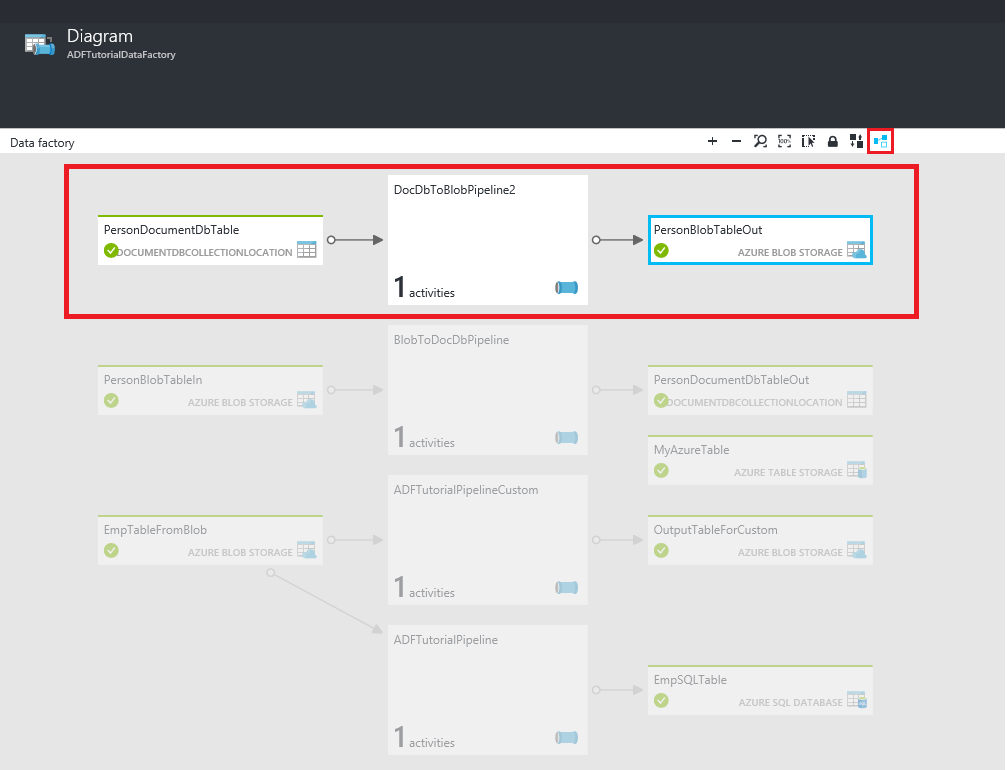 Diagram
ADFTutorialDataFactory
Data factory
100%
DocDbToBlobPipeline2
PersonDocumentDbTable
DOCUMENTDBCOLLECTIONLOCATION
PersonBlobTableOut
AZURE BLOB STORAGE
1 activities
BlobToDocDbPipeline
PersonBlobTableIn
AZURE BLOB STORAGE
PersonDocumentDbTableOut
DOCUMENTDBCOLLECTIONLOCATION
1 activities
MyAzureTable
AZURE TABLE STORAGE
ADFTutorialPipelineCustom
EmpTableFromBlob
AZURE BLOB STORAGE
OutputTableForCustom
AZURE BLOB STORAGE
1 activities
ADFTutorialPipeline
EmpSQLTable
AZURE SQL DATABASE
1 activities